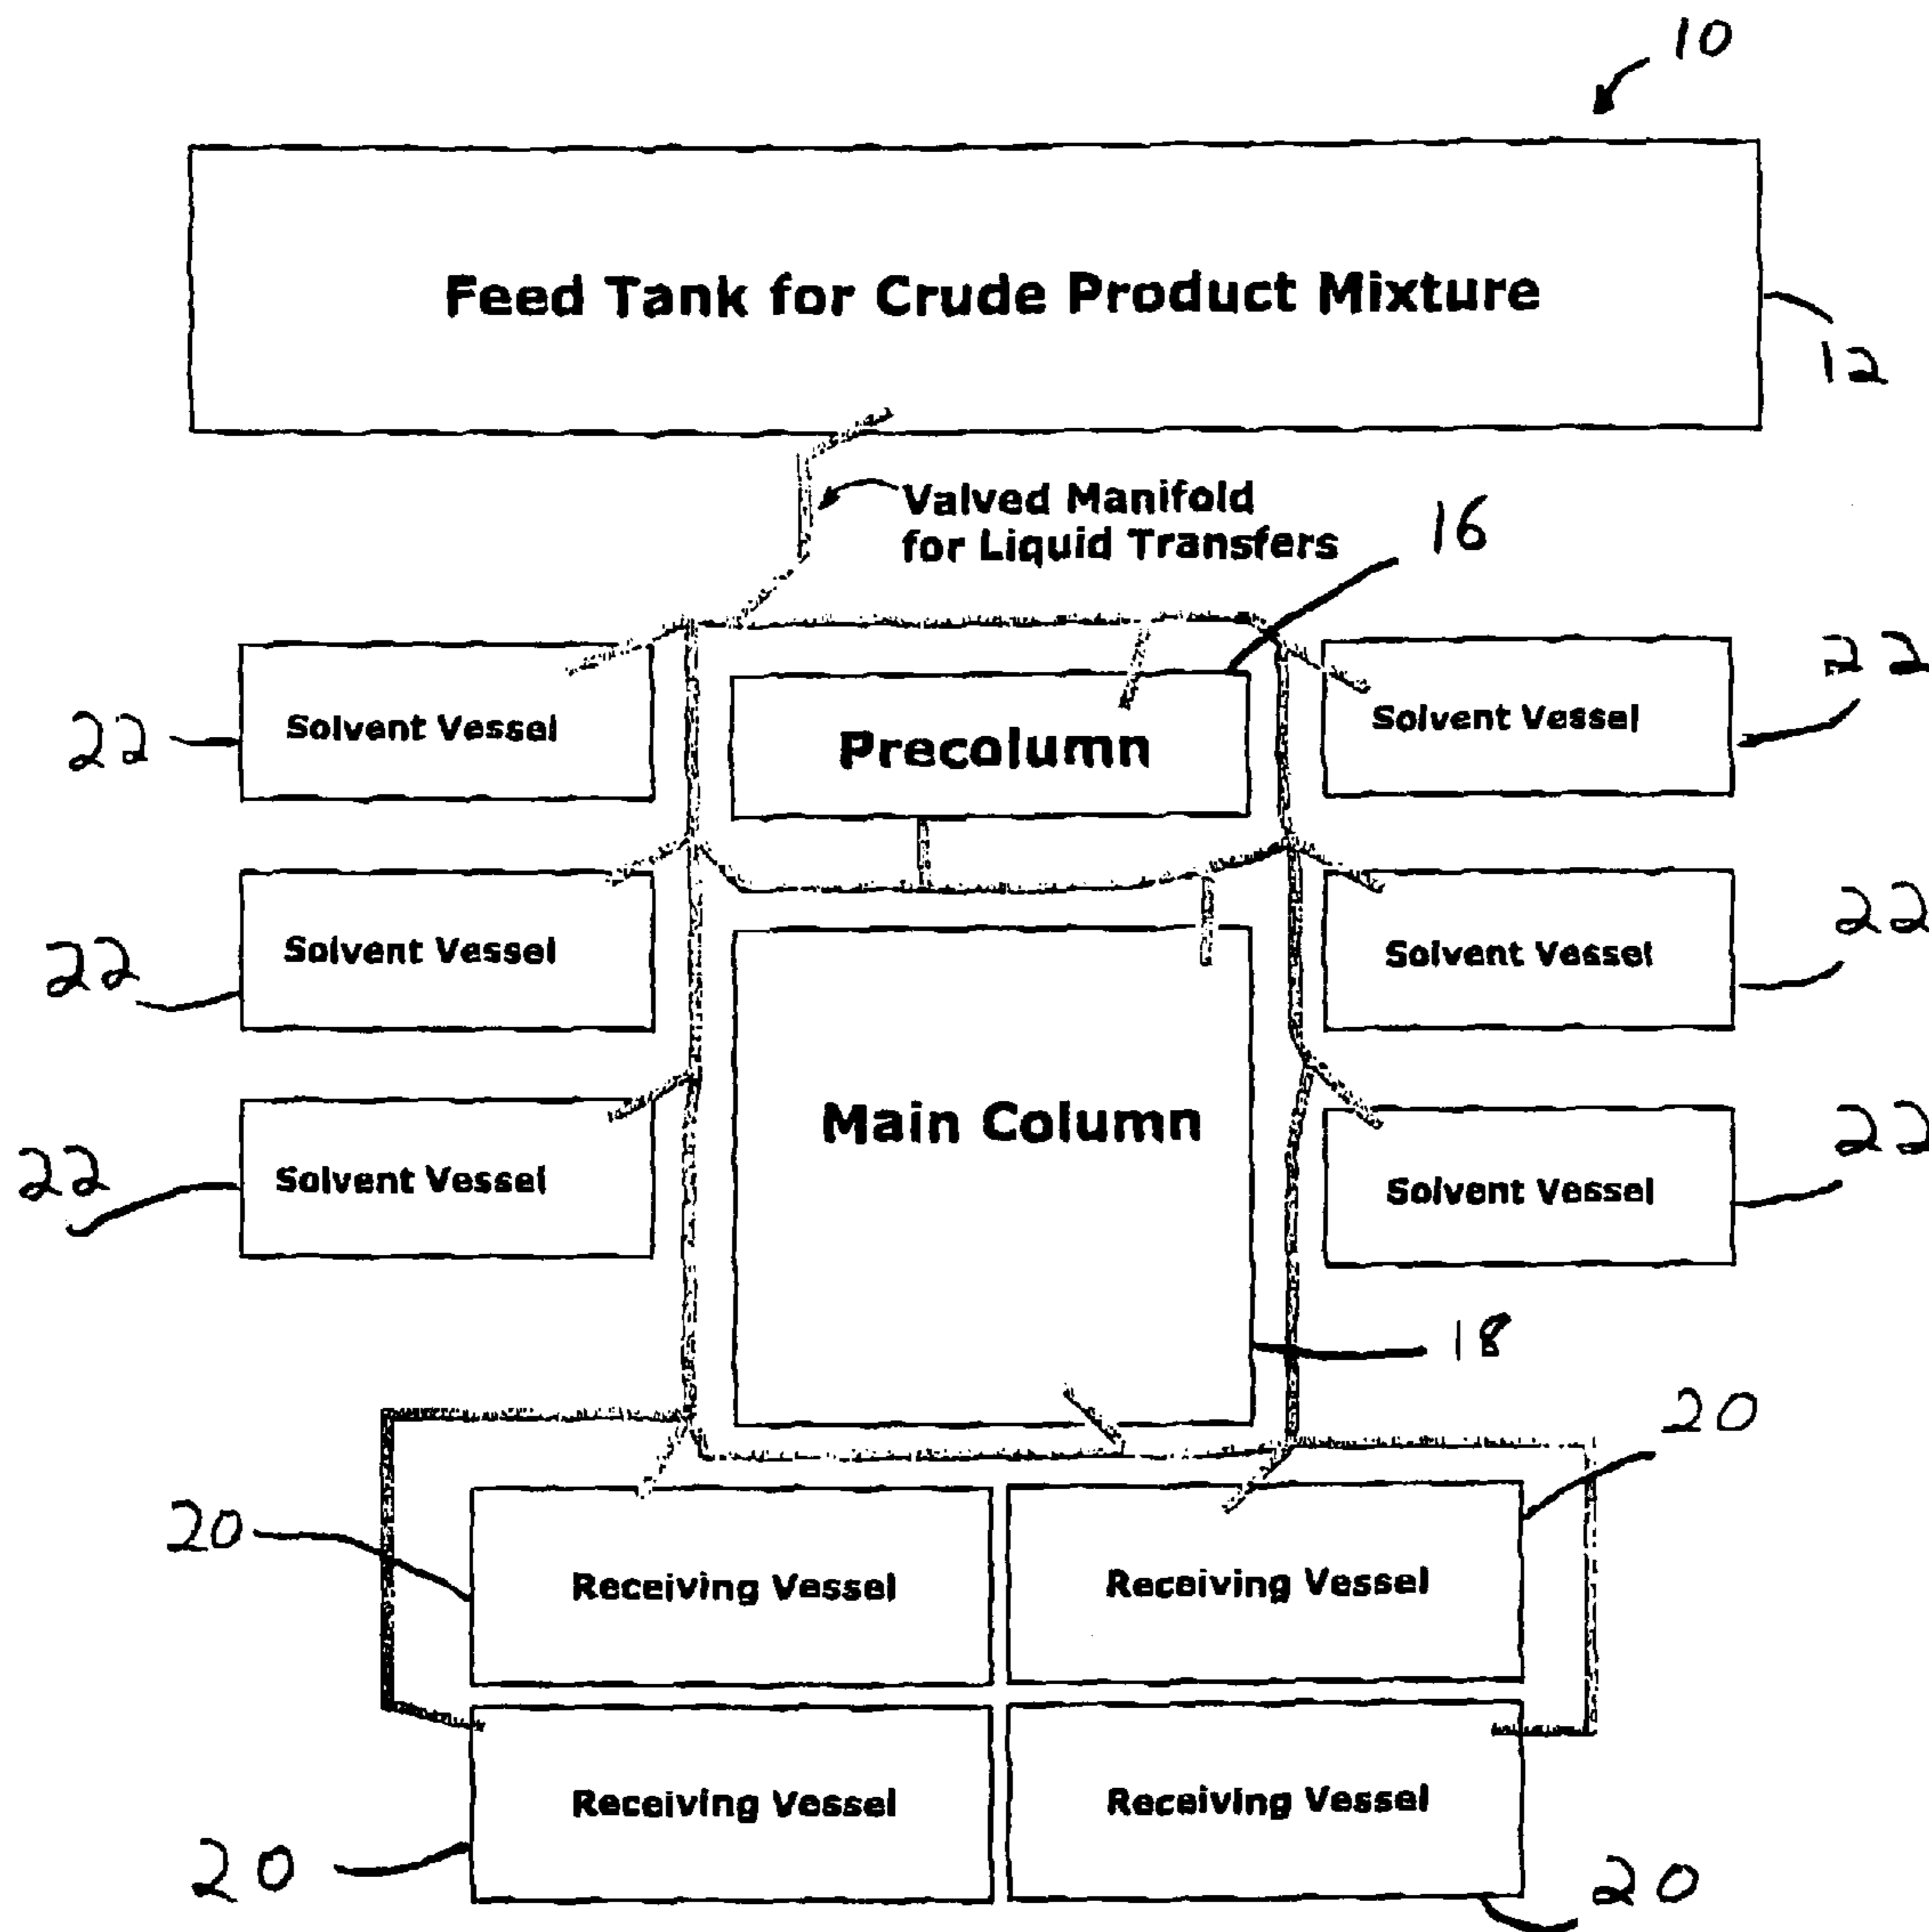 10
Feed Tank for Crude Product Mixture
12
Valved Manifold
for Liquid Transfers
16
22
Solvent Vessel
Precolumn
Solvent Vessel
22
22
Solvent Vessel
Solvent Vessel
22
22
Solvent Vessel
Main Column
Solvent Vessel
22
18
20
20
Receiving Vessel
Receiving Vessel
20
Receiving Vessel
Receiving Vessel
20